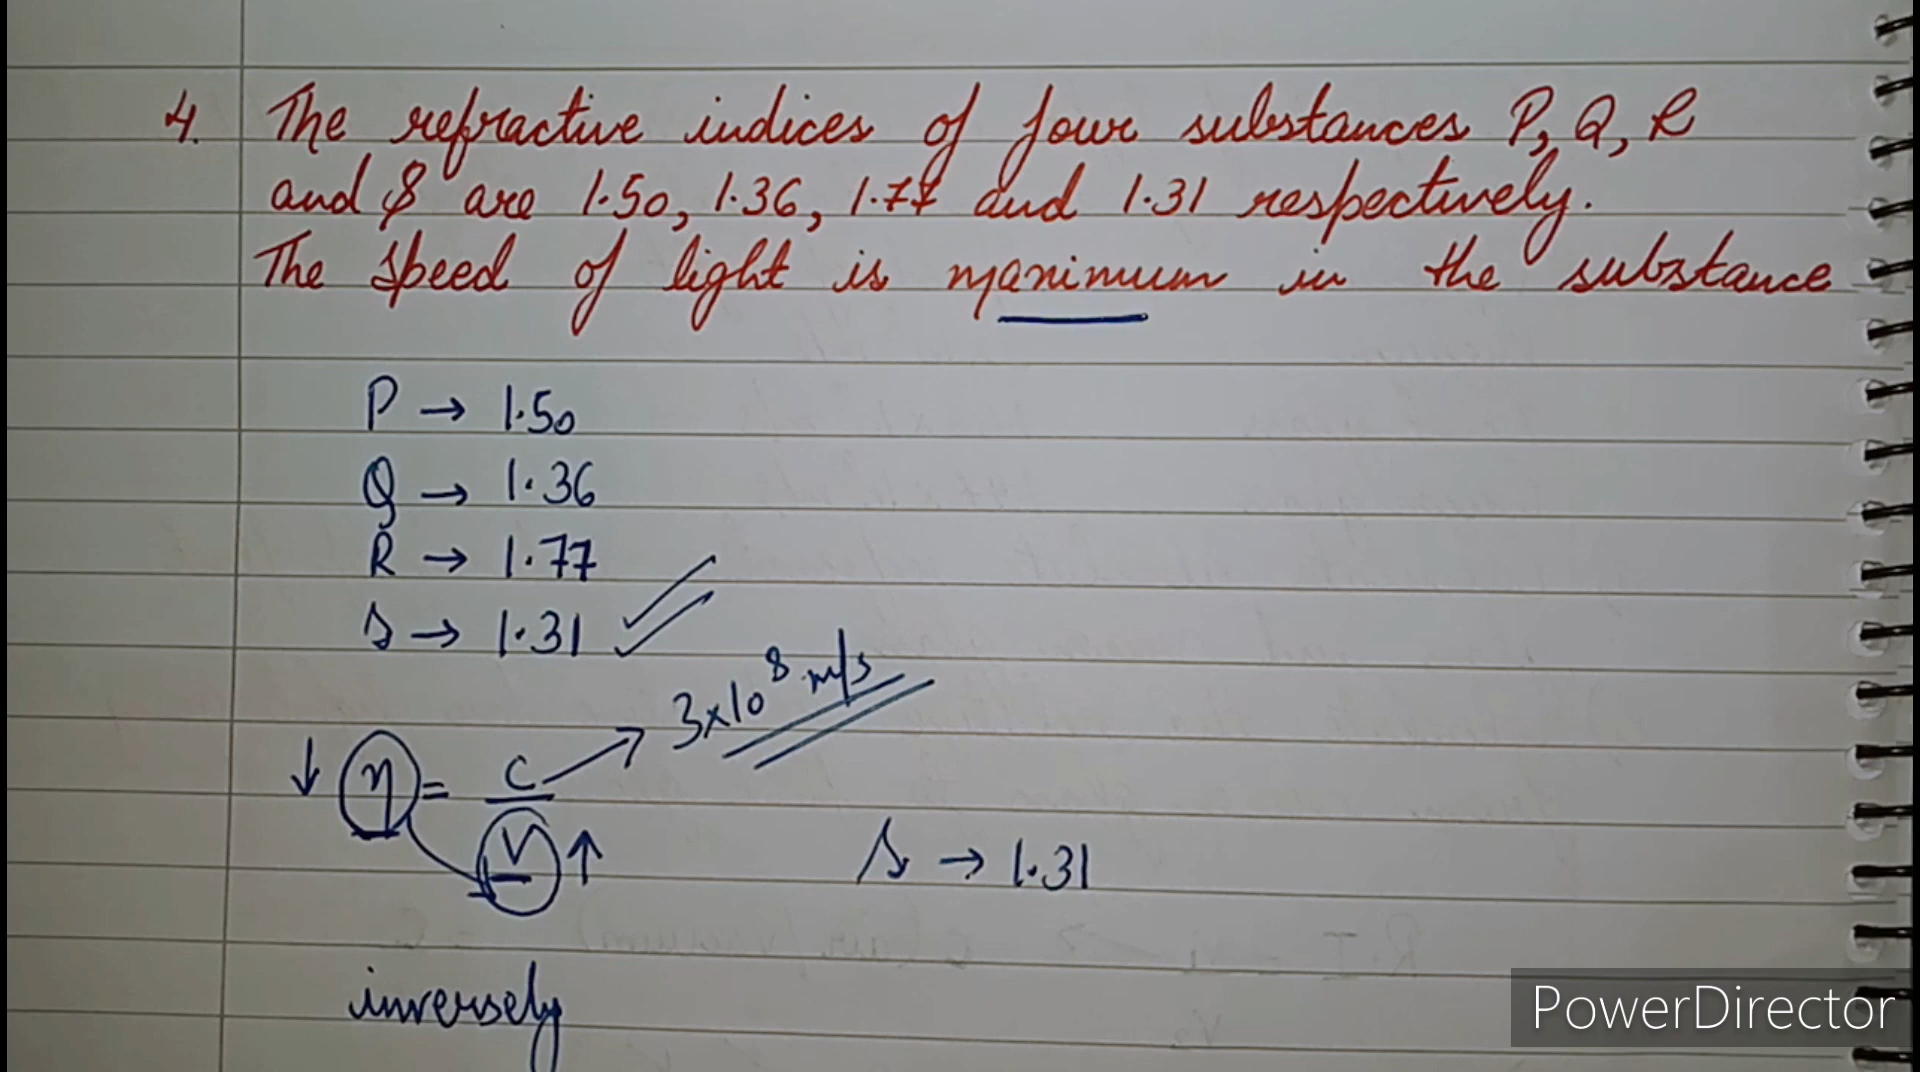 4. The refractive indices of four substances P, Q, R
and S are 1.50, 1.36, 1.77 and 1.31 respectively.
The speed of light is maximum in the substance
P → 1.50
Q → 1.36
R → 1.77
S → 1.31
3×10⁸ m/s
↓ η = c/v ↑
S → 1.31
inversely
PowerDirector